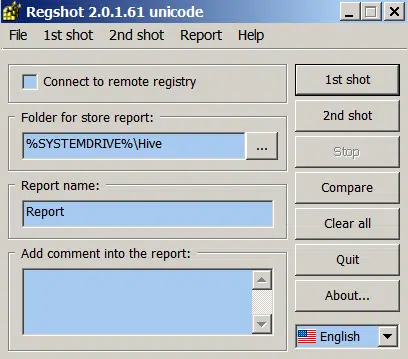 Regshot 2.0.1.61 unicode
File 1st shot 2nd shot Report Help
Connect to remote registry
Folder for store report:
%SYSTEMDRIVE%\Hive
...
Report name:
Report
Add comment into the report:
1st shot
2nd shot
Stop
Compare
Clear all
Quit
About...
English